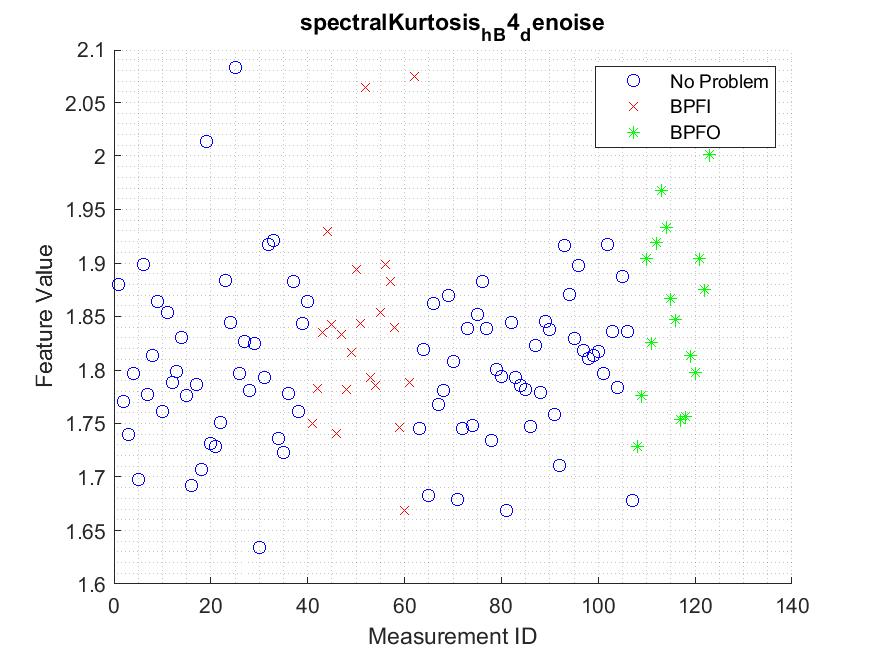 spectralKurtosis_hB4_denoise
No Problem
BPFI
BPFO
2.1
2.05
2
1.95
1.9
1.85
1.8
1.75
1.7
1.65
1.6
Feature Value
0 20 40 60 80 100 120 140
Measurement ID